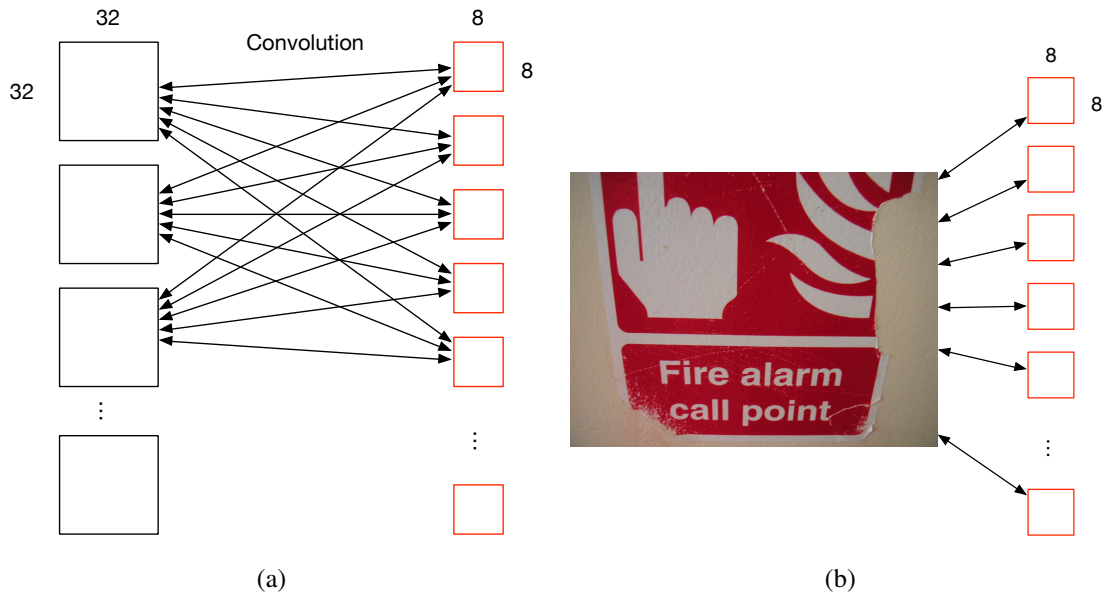 32
8
Convolution
32
8
⋮
⋮
(a)
8
8
Fire alarm
call point
⋮
(b)